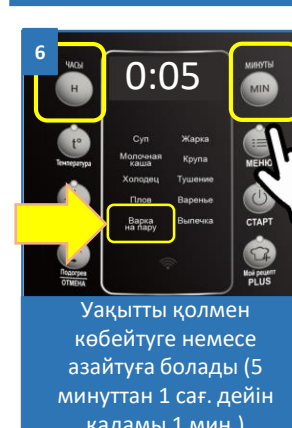 6
ЧАСЫ
0:05
МИНУТЫ
H
MIN
t°
Температура
Суп
Жарка
МЕНЮ
Молочная
каша
Крупа
Холодец
Тушение
Плов
Варенье
Варка
на пару
Выпечка
СТАРТ
Подогрев
ОТМЕНА
Мой рецепт
PLUS
Уақытты қолмен
көбейтуге немесе
азайтуға болады (5
минуттан 1 сағ. дейін
қадамы 1 мин.)